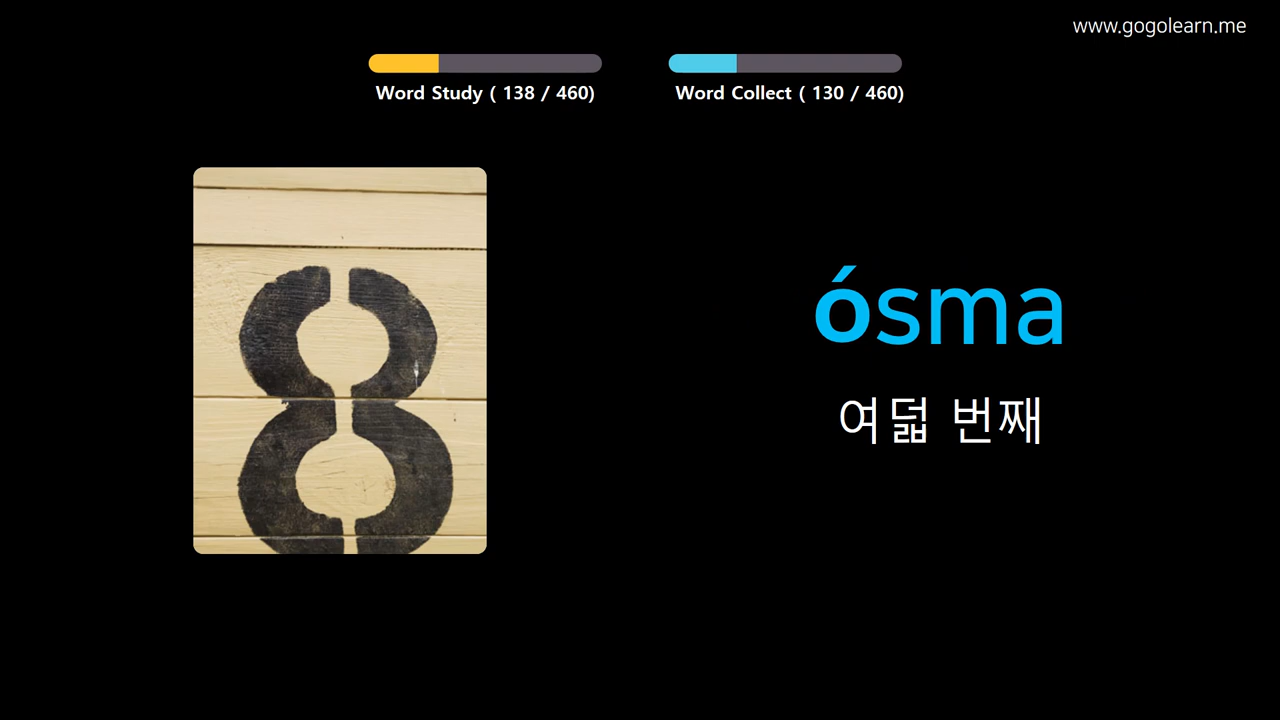 www.gogolearn.me
Word Study ( 138 / 460)
Word Collect ( 130 / 460)
8
ósma
여덟 번째